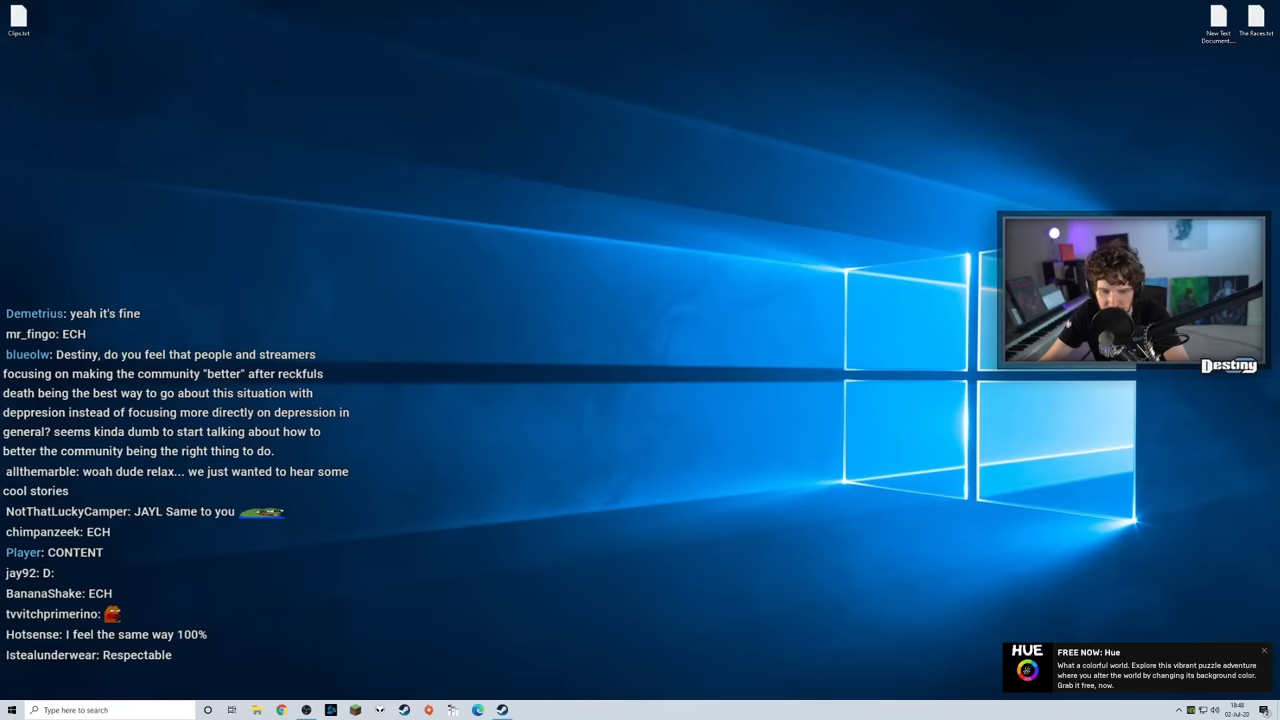 Clips.txt
New Text
Document....
The Races.txt
Demetrius: yeah it's fine
mr_fingo: ECH
blueolw: Destiny, do you feel that people and streamers
focusing on making the community "better" after reckfuls
death being the best way to go about this situation with
deppresion instead of focusing more directly on depression in
general? seems kinda dumb to start talking about how to
better the community being the right thing to do.
allthemarble: woah dude relax... we just wanted to hear some
cool stories
NotThatLuckyCamper: JAYL Same to you
chimpanzeek: ECH
Player: CONTENT
jay92: D:
BananaShake: ECH
tvvitchprimerino:
Hotsense: I feel the same way 100%
Istealunderwear: Respectable
Destiny
HUE
FREE NOW: Hue
What a colorful world. Explore this vibrant puzzle adventure
where you alter the world by changing its background color.
Grab it free, now.
Type here to search
18:48
02-Jul-20